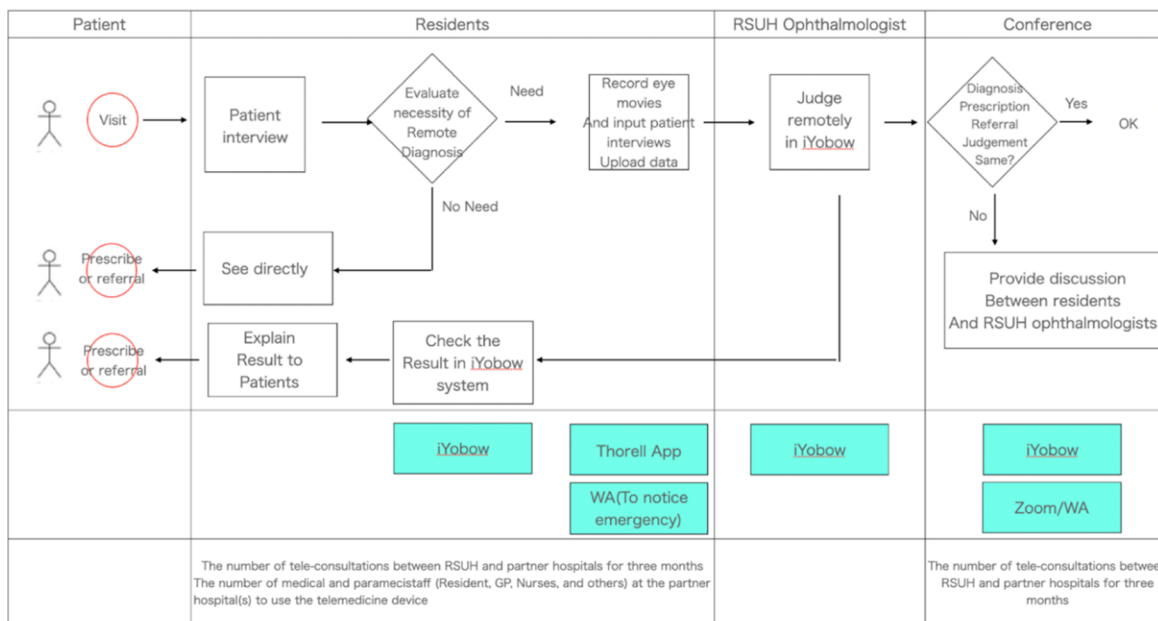 Patient
Residents
RSUH Ophthalmologist
Conference
Visit
Patient
interview
Evaluate
necessity of
Remote
Diagnosis
Need
No Need
Record eye
movies
And input patient
interviews
Upload data
Judge
remotely
in iYobow
Diagnosis
Prescription
Referral
Judgement
Same?
Yes
OK
No
Prescribe
or referral
See directly
Provide discussion
Between residents
And RSUH ophthalmologists
Prescribe
or referral
Explain
Result to
Patients
Check the
Result in iYobow
system
iYobow
Thorell App
WA(To notice
emergency)
iYobow
iYobow
Zoom/WA
The number of tele-consultations between RSUH and partner hospitals for three months
The number of medical and paramecistaff (Resident, GP, Nurses, and others) at the partner
hospital(s) to use the telemedicine device
The number of tele-consultations betwee
RSUH and partner hospitals for three
months